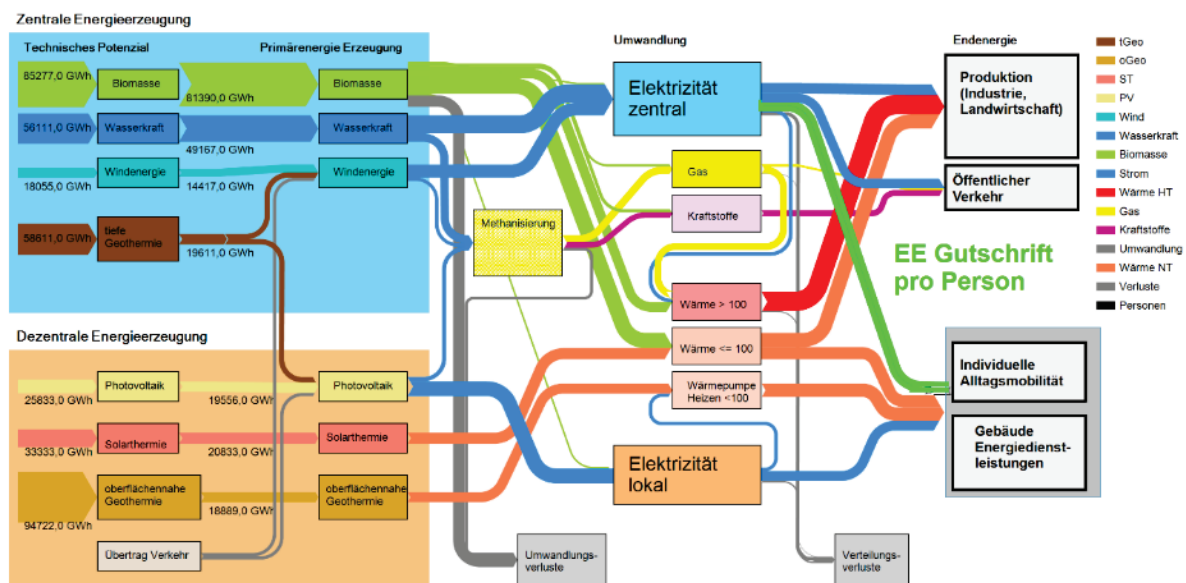 Zentrale Energieerzeugung
Technisches Potenzial
Primärenergie Erzeugung
Umwandlung
Endenergie
85277,0 GWh
Biomasse
81390,0 GWh
Biomasse
56111,0 GWh
Wasserkraft
49167,0 GWh
Wasserkraft
18055,0 GWh
Windenergie
14417,0 GWh
Windenergie
58611,0 GWh
tiefe
Geothermie
19611,0 GWh
Methanisierung
Elektrizität
zentral
Gas
Kraftstoffe
Wärme > 100
Wärme <= 100
Wärmepumpe
Heizen <100
Elektrizität
lokal
Produktion
(Industrie,
Landwirtschaft)
Öffentlicher
Verkehr
EE Gutschrift
pro Person
Individuelle
Alltagsmobilität
Gebäude
Energiedienst-
leistungen
tGeo
oGeo
ST
PV
Wind
Wasserkraft
Biomasse
Strom
Wärme HT
Gas
Kraftstoffe
Umwandlung
Wärme NT
Verluste
Personen
Dezentrale Energieerzeugung
25833,0 GWh
Photovoltaik
19556,0 GWh
Photovoltaik
33333,0 GWh
Solarthermie
20833,0 GWh
Solarthermie
94722,0 GWh
oberflächennahe
Geothermie
18889,0 GWh
oberflächennahe
Geothermie
Übertrag Verkehr
Umwandlungs-
verluste
Verteilungs-
verluste